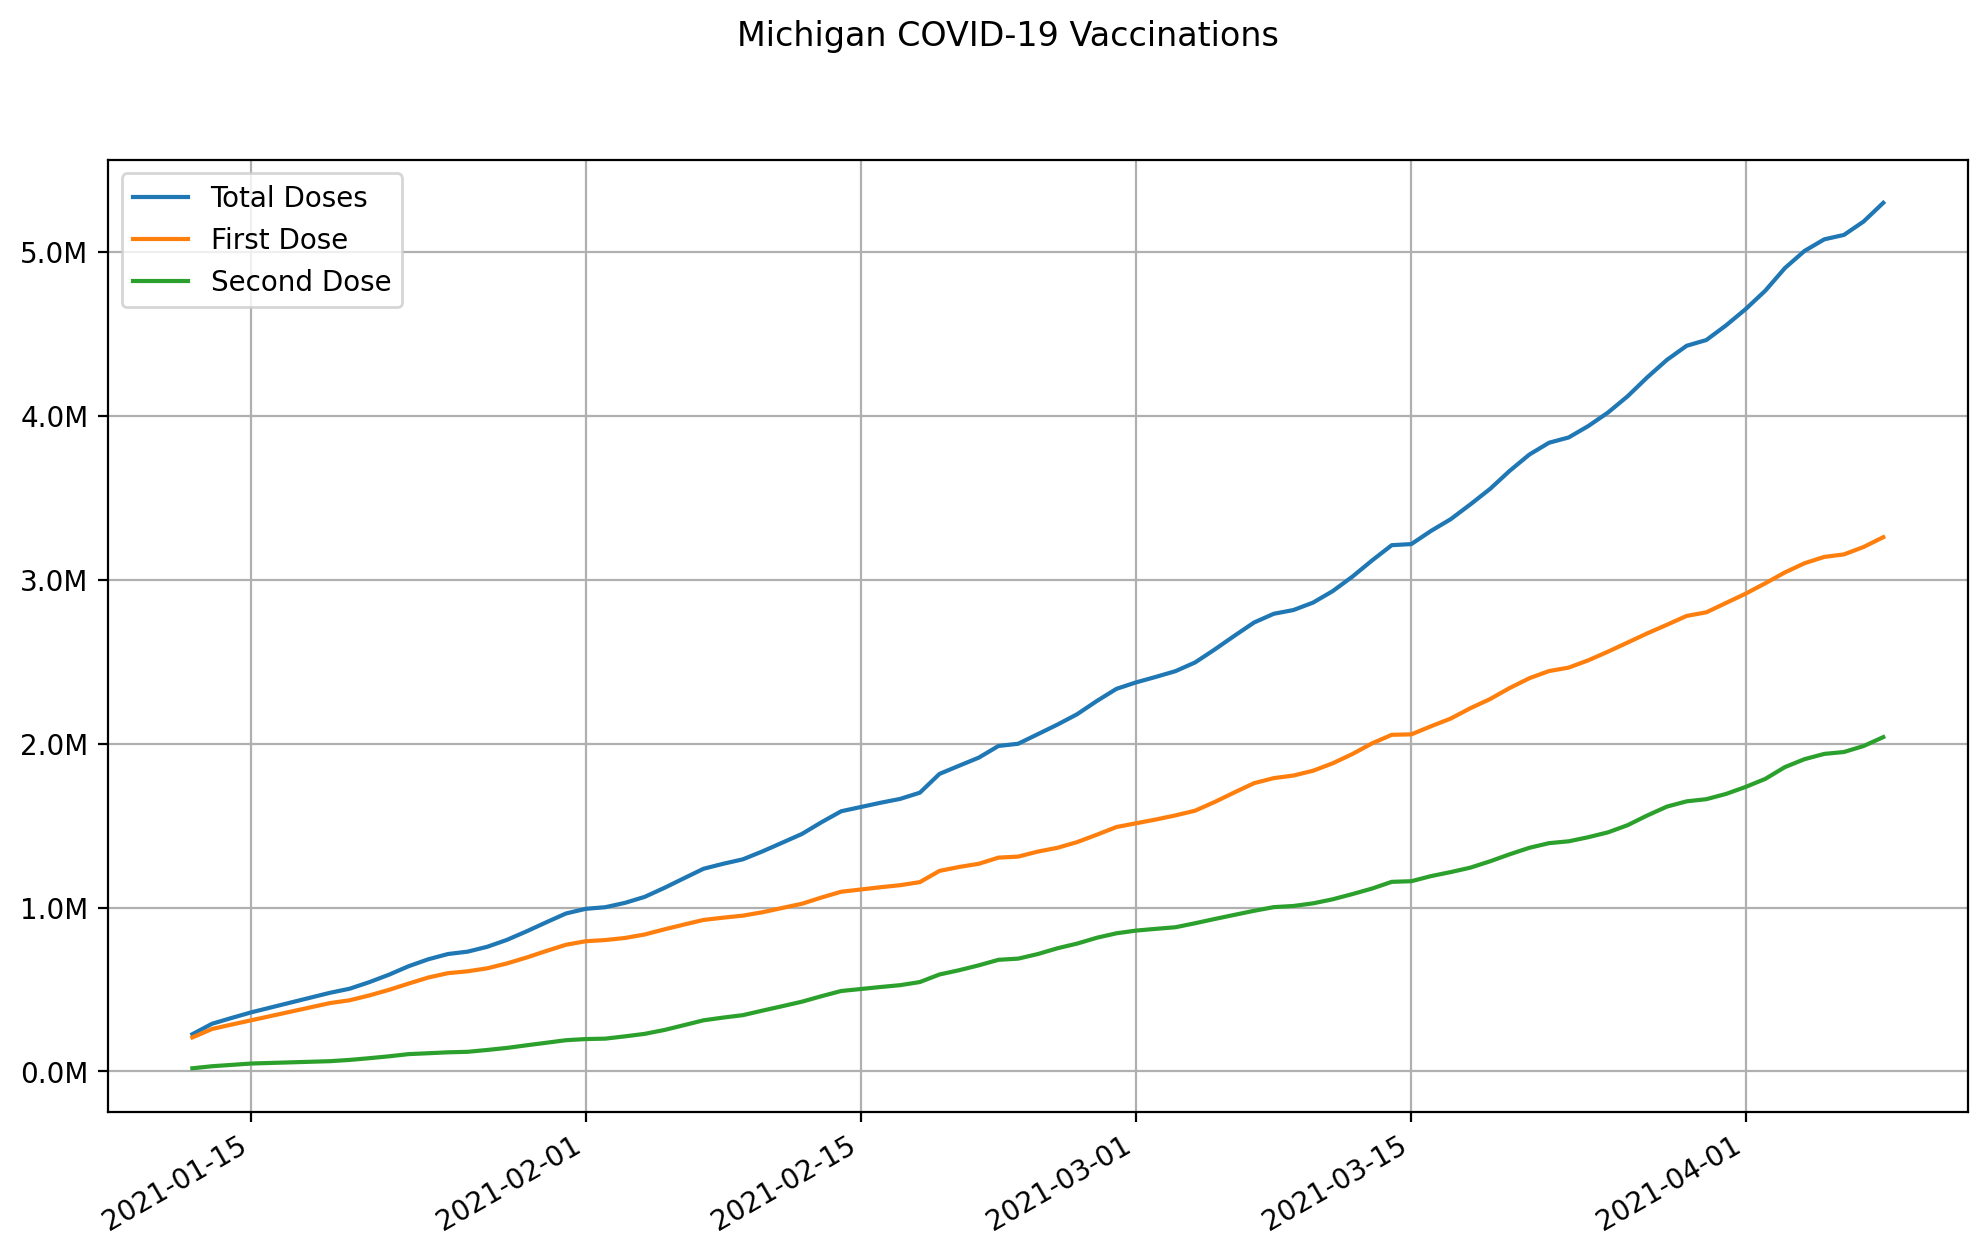 Michigan COVID-19 Vaccinations
Total Doses
First Dose
Second Dose
5.0M
4.0M
3.0M
2.0M
1.0M
0.0M
2021-01-15
2021-02-01
2021-02-15
2021-03-01
2021-03-15
2021-04-01